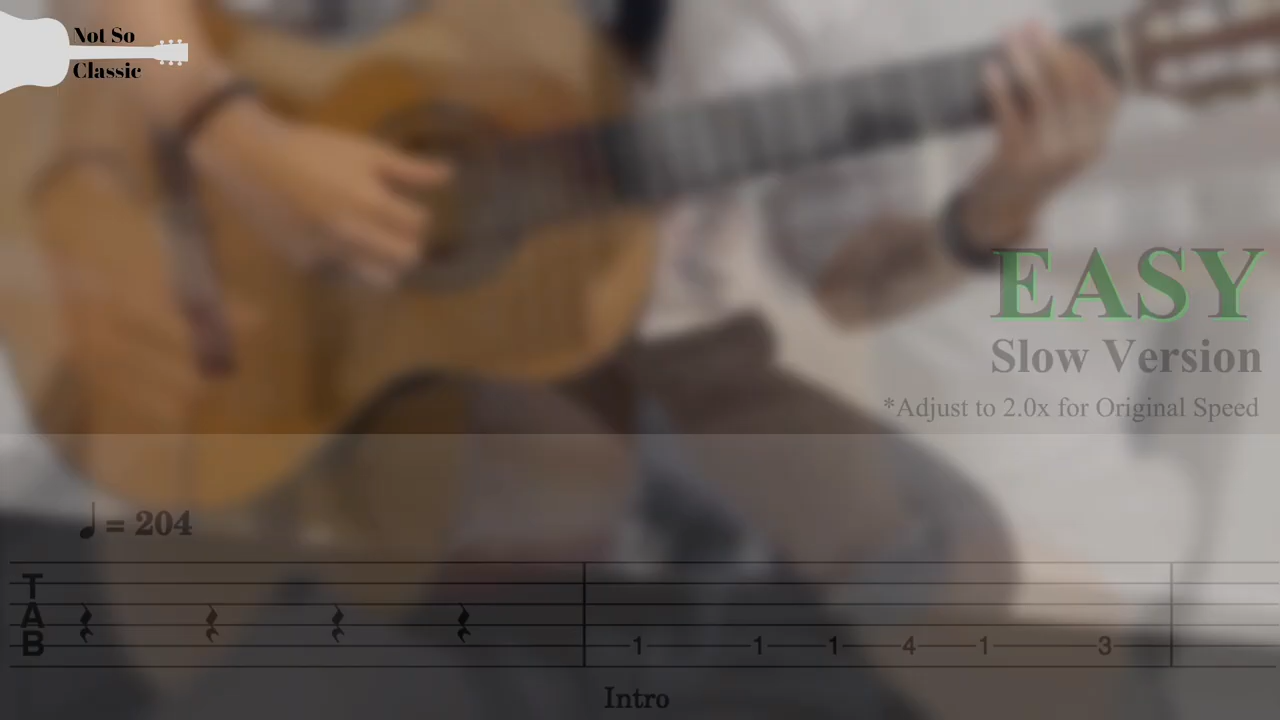 Not So
Classic
EASY
Slow Version
*Adjust to 2.0x for Original Speed
= 204
T
A
B
1 1 1 4 1 3
Intro